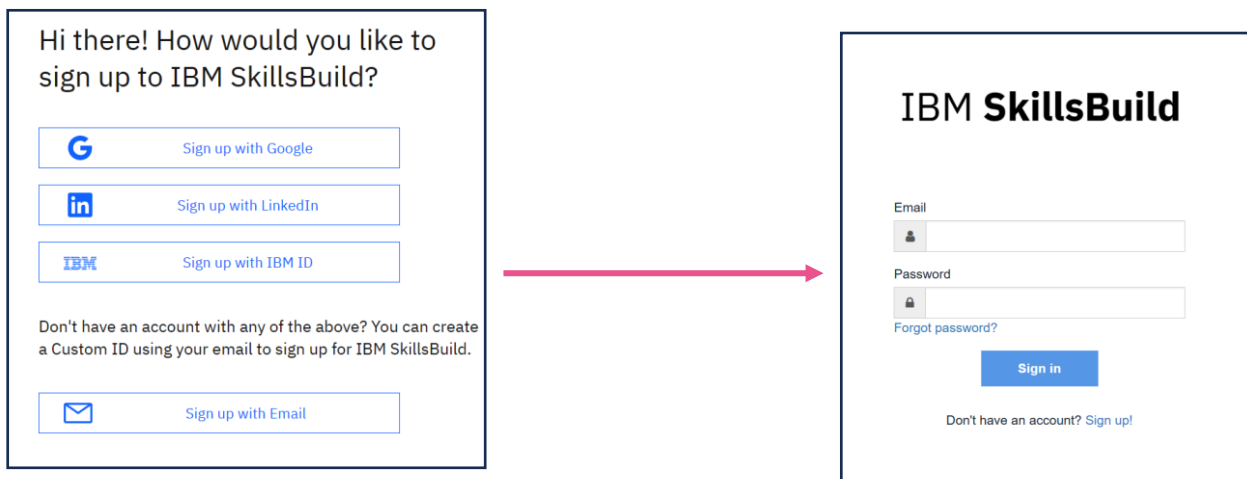 Hi there! How would you like to
sign up to IBM SkillsBuild?
G
Sign up with Google
in
Sign up with LinkedIn
IBM
Sign up with IBM ID
Don't have an account with any of the above? You can create
a Custom ID using your email to sign up for IBM SkillsBuild.
Sign up with Email
IBM SkillsBuild
Email
Password
Forgot password?
Sign in
Don't have an account? Sign up!